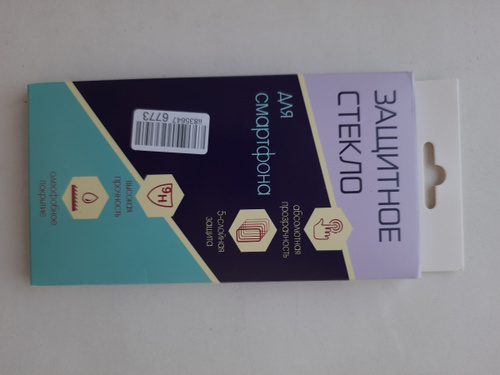 ЗАЩИТНОЕ
СТЕКЛО
для
смартфона
абсолютная
прозрачность
5-слойная
защита
9H
высокая
прочность
олеофобное
покрытие
6773